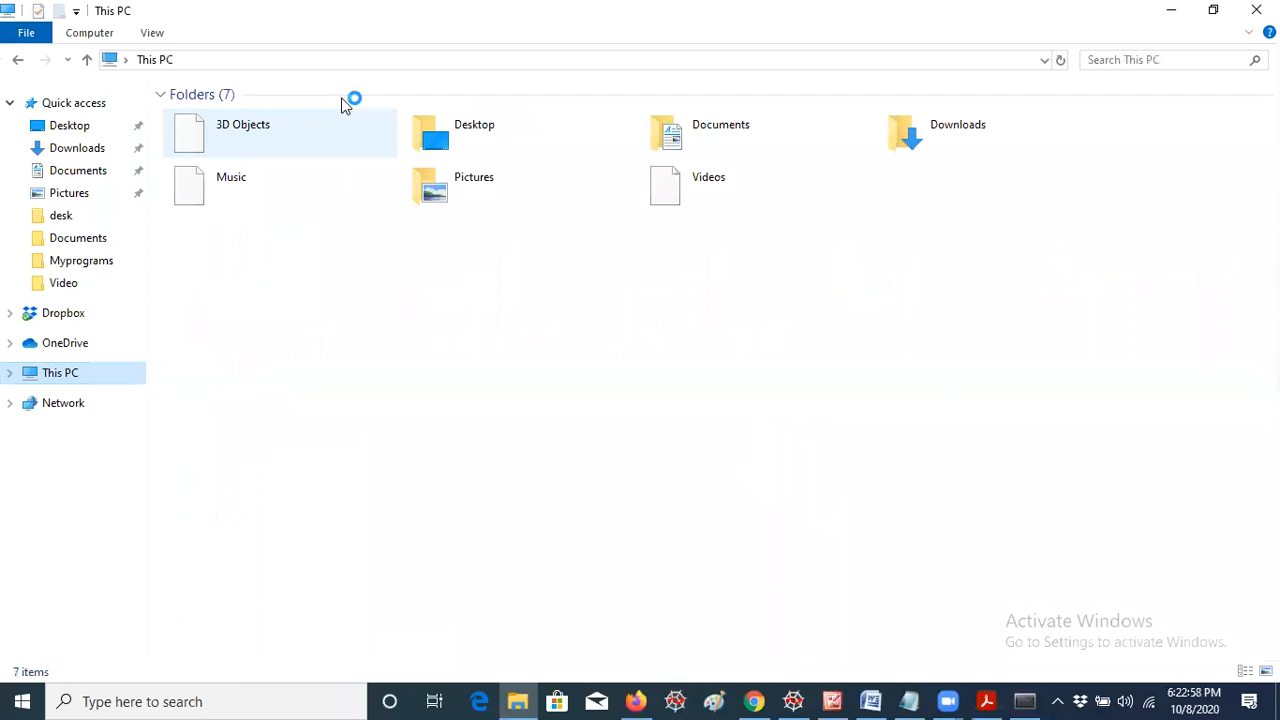 This PC
File
Computer
View
This PC
Search This PC
Quick access
Desktop
Downloads
Documents
Pictures
desk
Documents
Myprograms
Video
Dropbox
OneDrive
This PC
Network
Folders (7)
3D Objects
Desktop
Documents
Downloads
Music
Pictures
Videos
Activate Windows
Go to Settings to activate Windows.
7 items
Type here to search
6:22:58 PM
10/8/2020